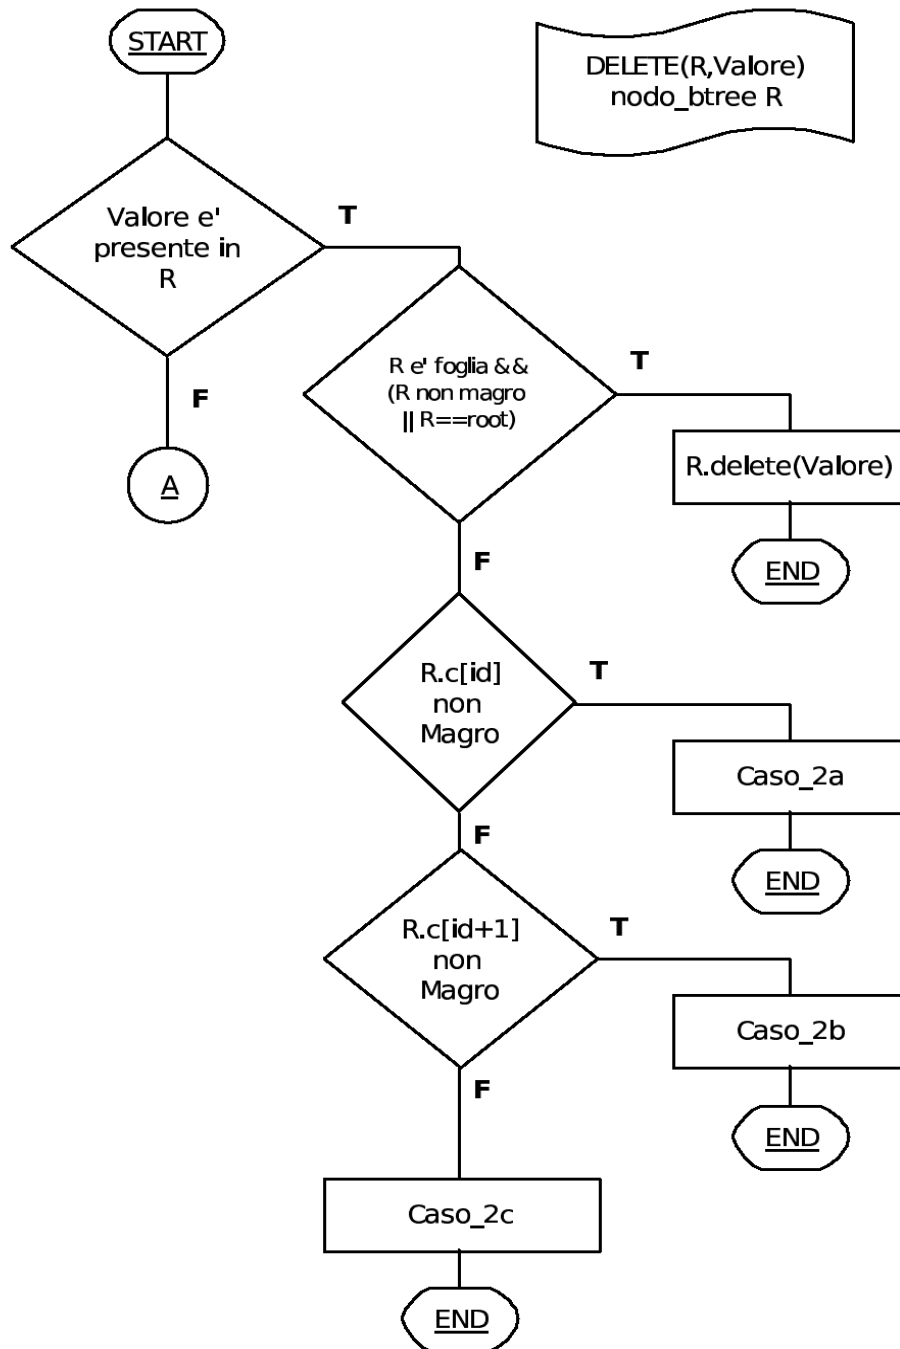 START
DELETE(R,Valore)
nodo_btree R
Valore e'
presente in
R
T
F
A
R e' foglia &&
(R non magro
|| R==root)
T
R.delete(Valore)
END
F
R.c[id]
non
Magro
T
Caso_2a
END
F
R.c[id+1]
non
Magro
T
Caso_2b
END
F
Caso_2c
END